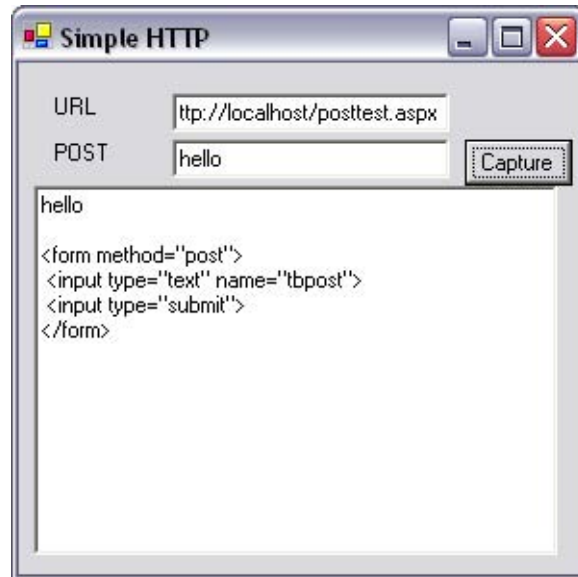 Simple HTTP
URL
ttp://localhost/posttest.aspx
POST
hello
Capture
hello
<form method="post">
<input type="text" name="tbpost">
<input type="submit">
</form>